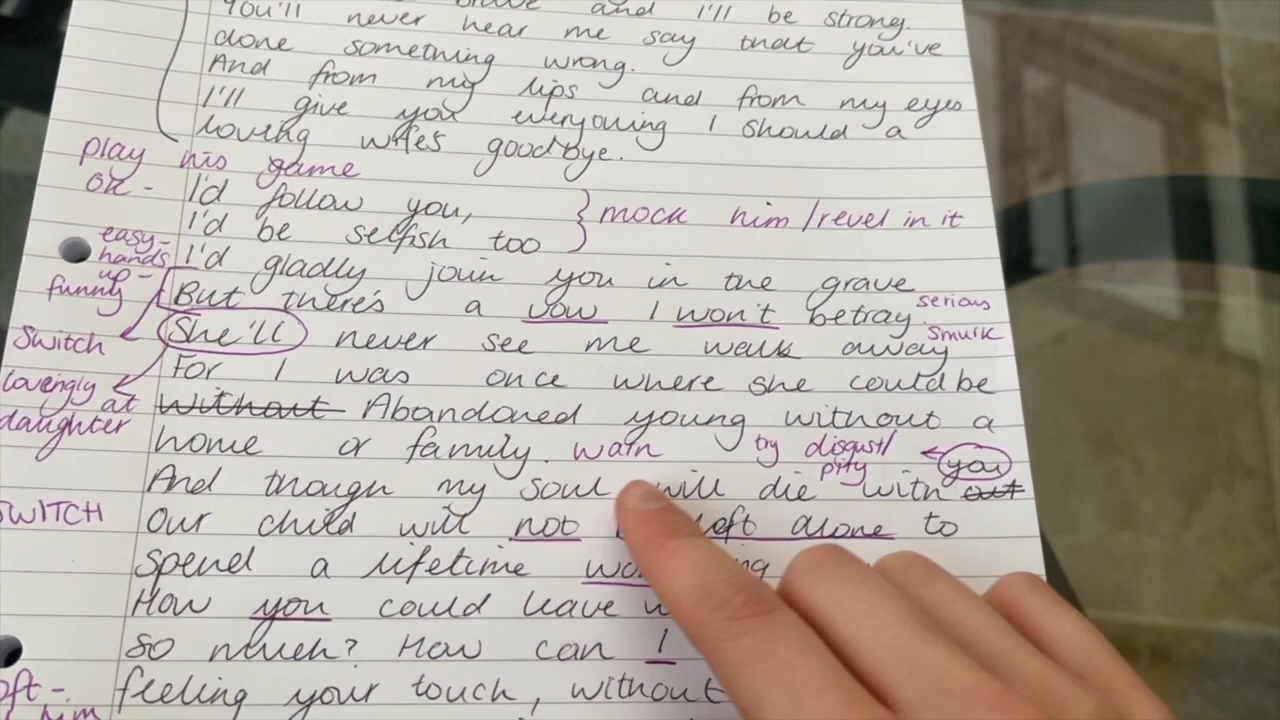 and I'll be strong.
You'll never hear me say that you've
done something wrong.
And from my lips and from my eyes
I'll give you everyoning I should a
loving wife's goodbye.
play his game
OK - I'd follow you,
I'd be selfish too } mock him/revel in it
easy - hands up - I'd gladly join you in the grave
funny But there's a vow I won't betray serious
Switch She'll never see me walk away smirk
For I was once where she could be
lovingly at daughter Without Abandoned young without a
home or family. warn try disgust/ pity you
And though my soul will die with out
SWITCH Our child will not left alone to
spend a lifetime
How you could leave
so much? How can I
feeling your touch, without
him